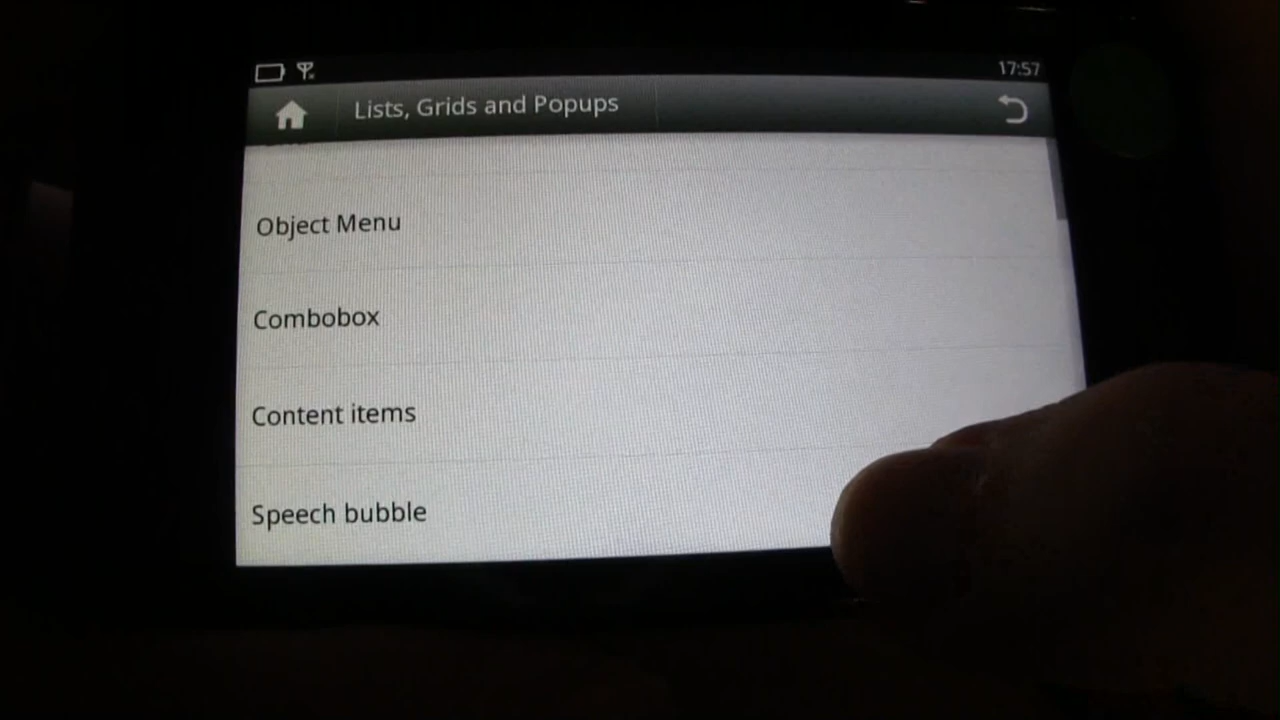 17:57
Lists, Grids and Popups
Object Menu
Combobox
Content items
Speech bubble